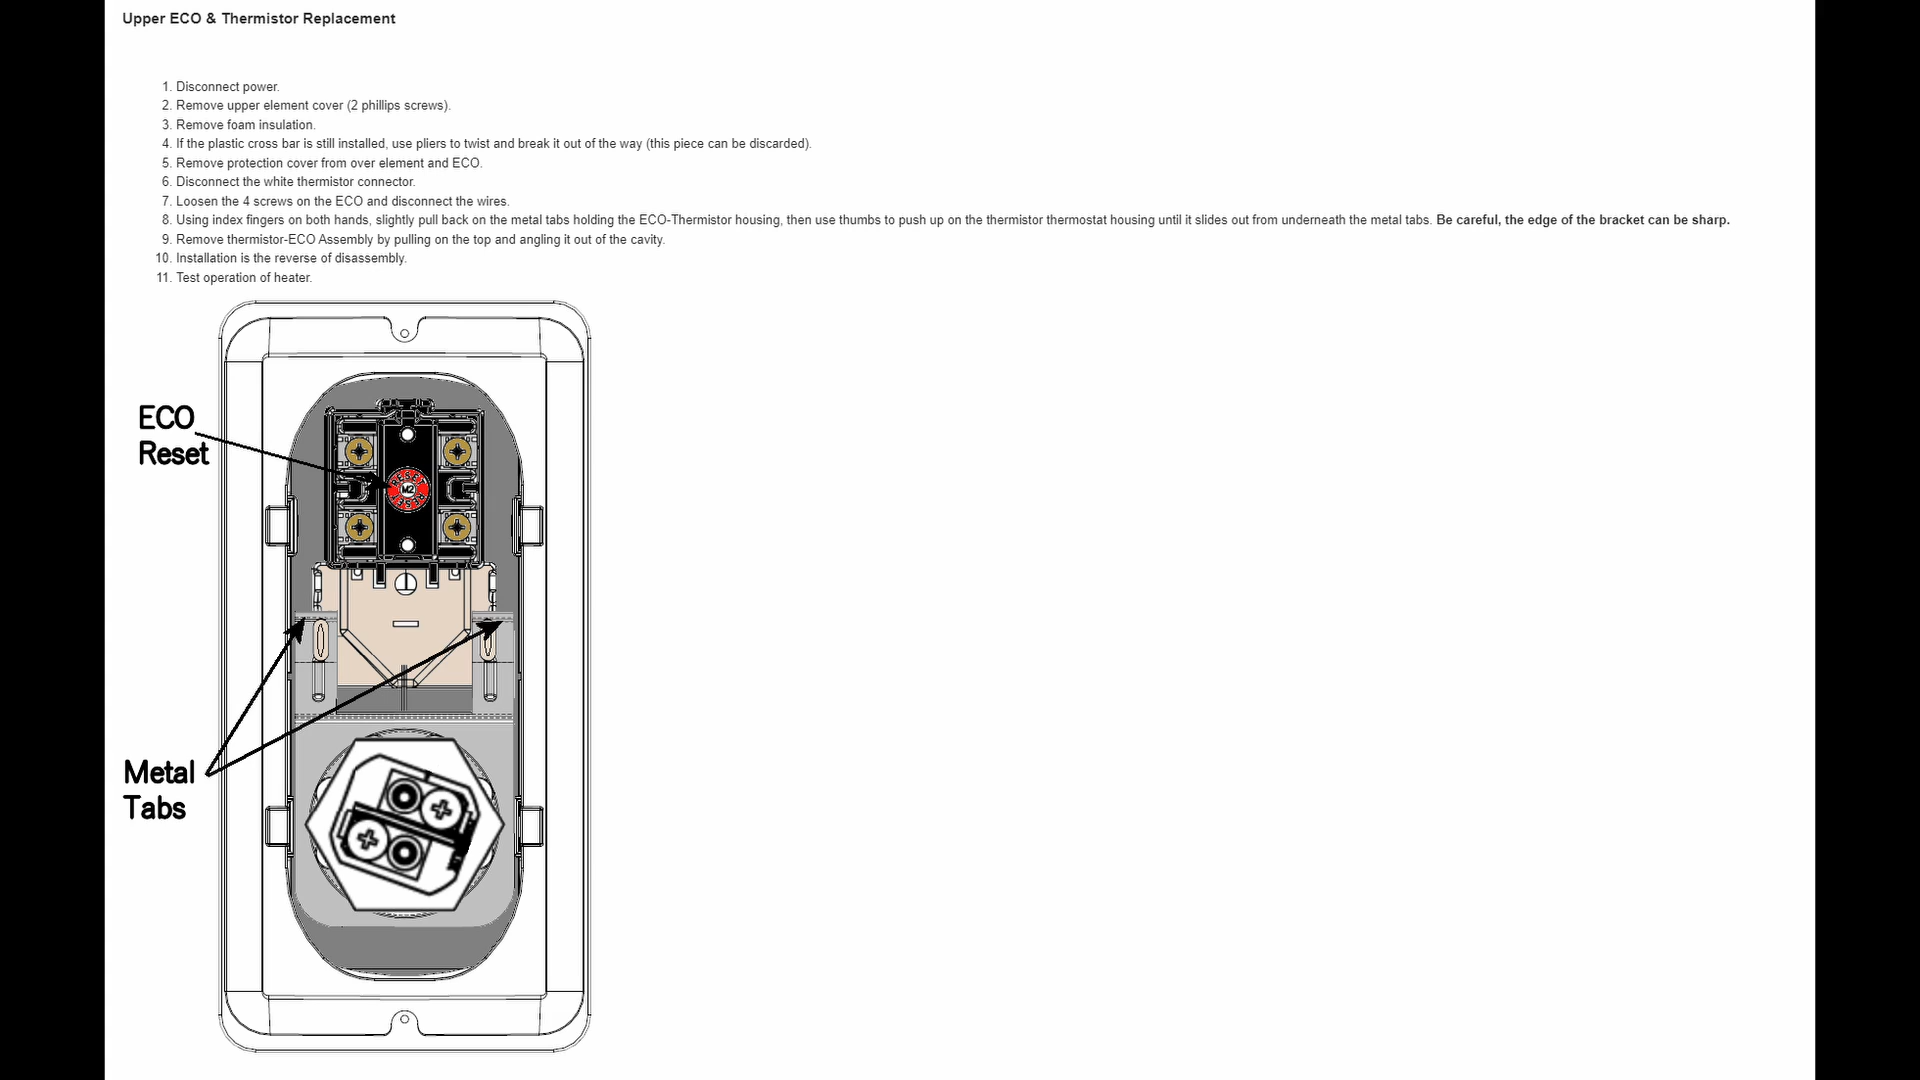 Upper ECO & Thermistor Replacement
1. Disconnect power.
2. Remove upper element cover (2 phillips screws).
3. Remove foam insulation.
4. If the plastic cross bar is still installed, use pliers to twist and break it out of the way (this piece can be discarded).
5. Remove protection cover from over element and ECO.
6. Disconnect the white thermistor connector.
7. Loosen the 4 screws on the ECO and disconnect the wires.
8. Using index fingers on both hands, slightly pull back on the metal tabs holding the ECO-Thermistor housing, then use thumbs to push up on the thermistor thermostat housing until it slides out from underneath the metal tabs. Be careful, the edge of the bracket can be sharp.
9. Remove thermistor-ECO Assembly by pulling on the top and angling it out of the cavity.
10. Installation is the reverse of disassembly.
11. Test operation of heater.
ECO
Reset
RESET
M2
RESET
Metal
Tabs